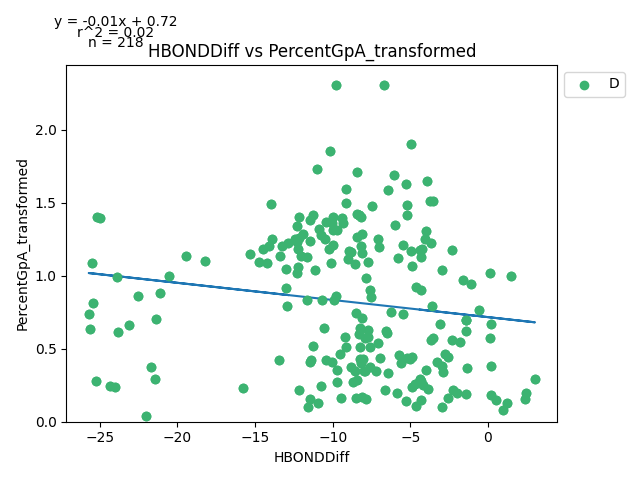 y = -0.01x + 0.72
r^2 = 0.02
n = 218
HBONDDiff vs PercentGpA_transformed
D
2.0
1.5
1.0
0.5
0.0
PercentGpA_transformed
−25 −20 −15 −10 −5 0
HBONDDiff